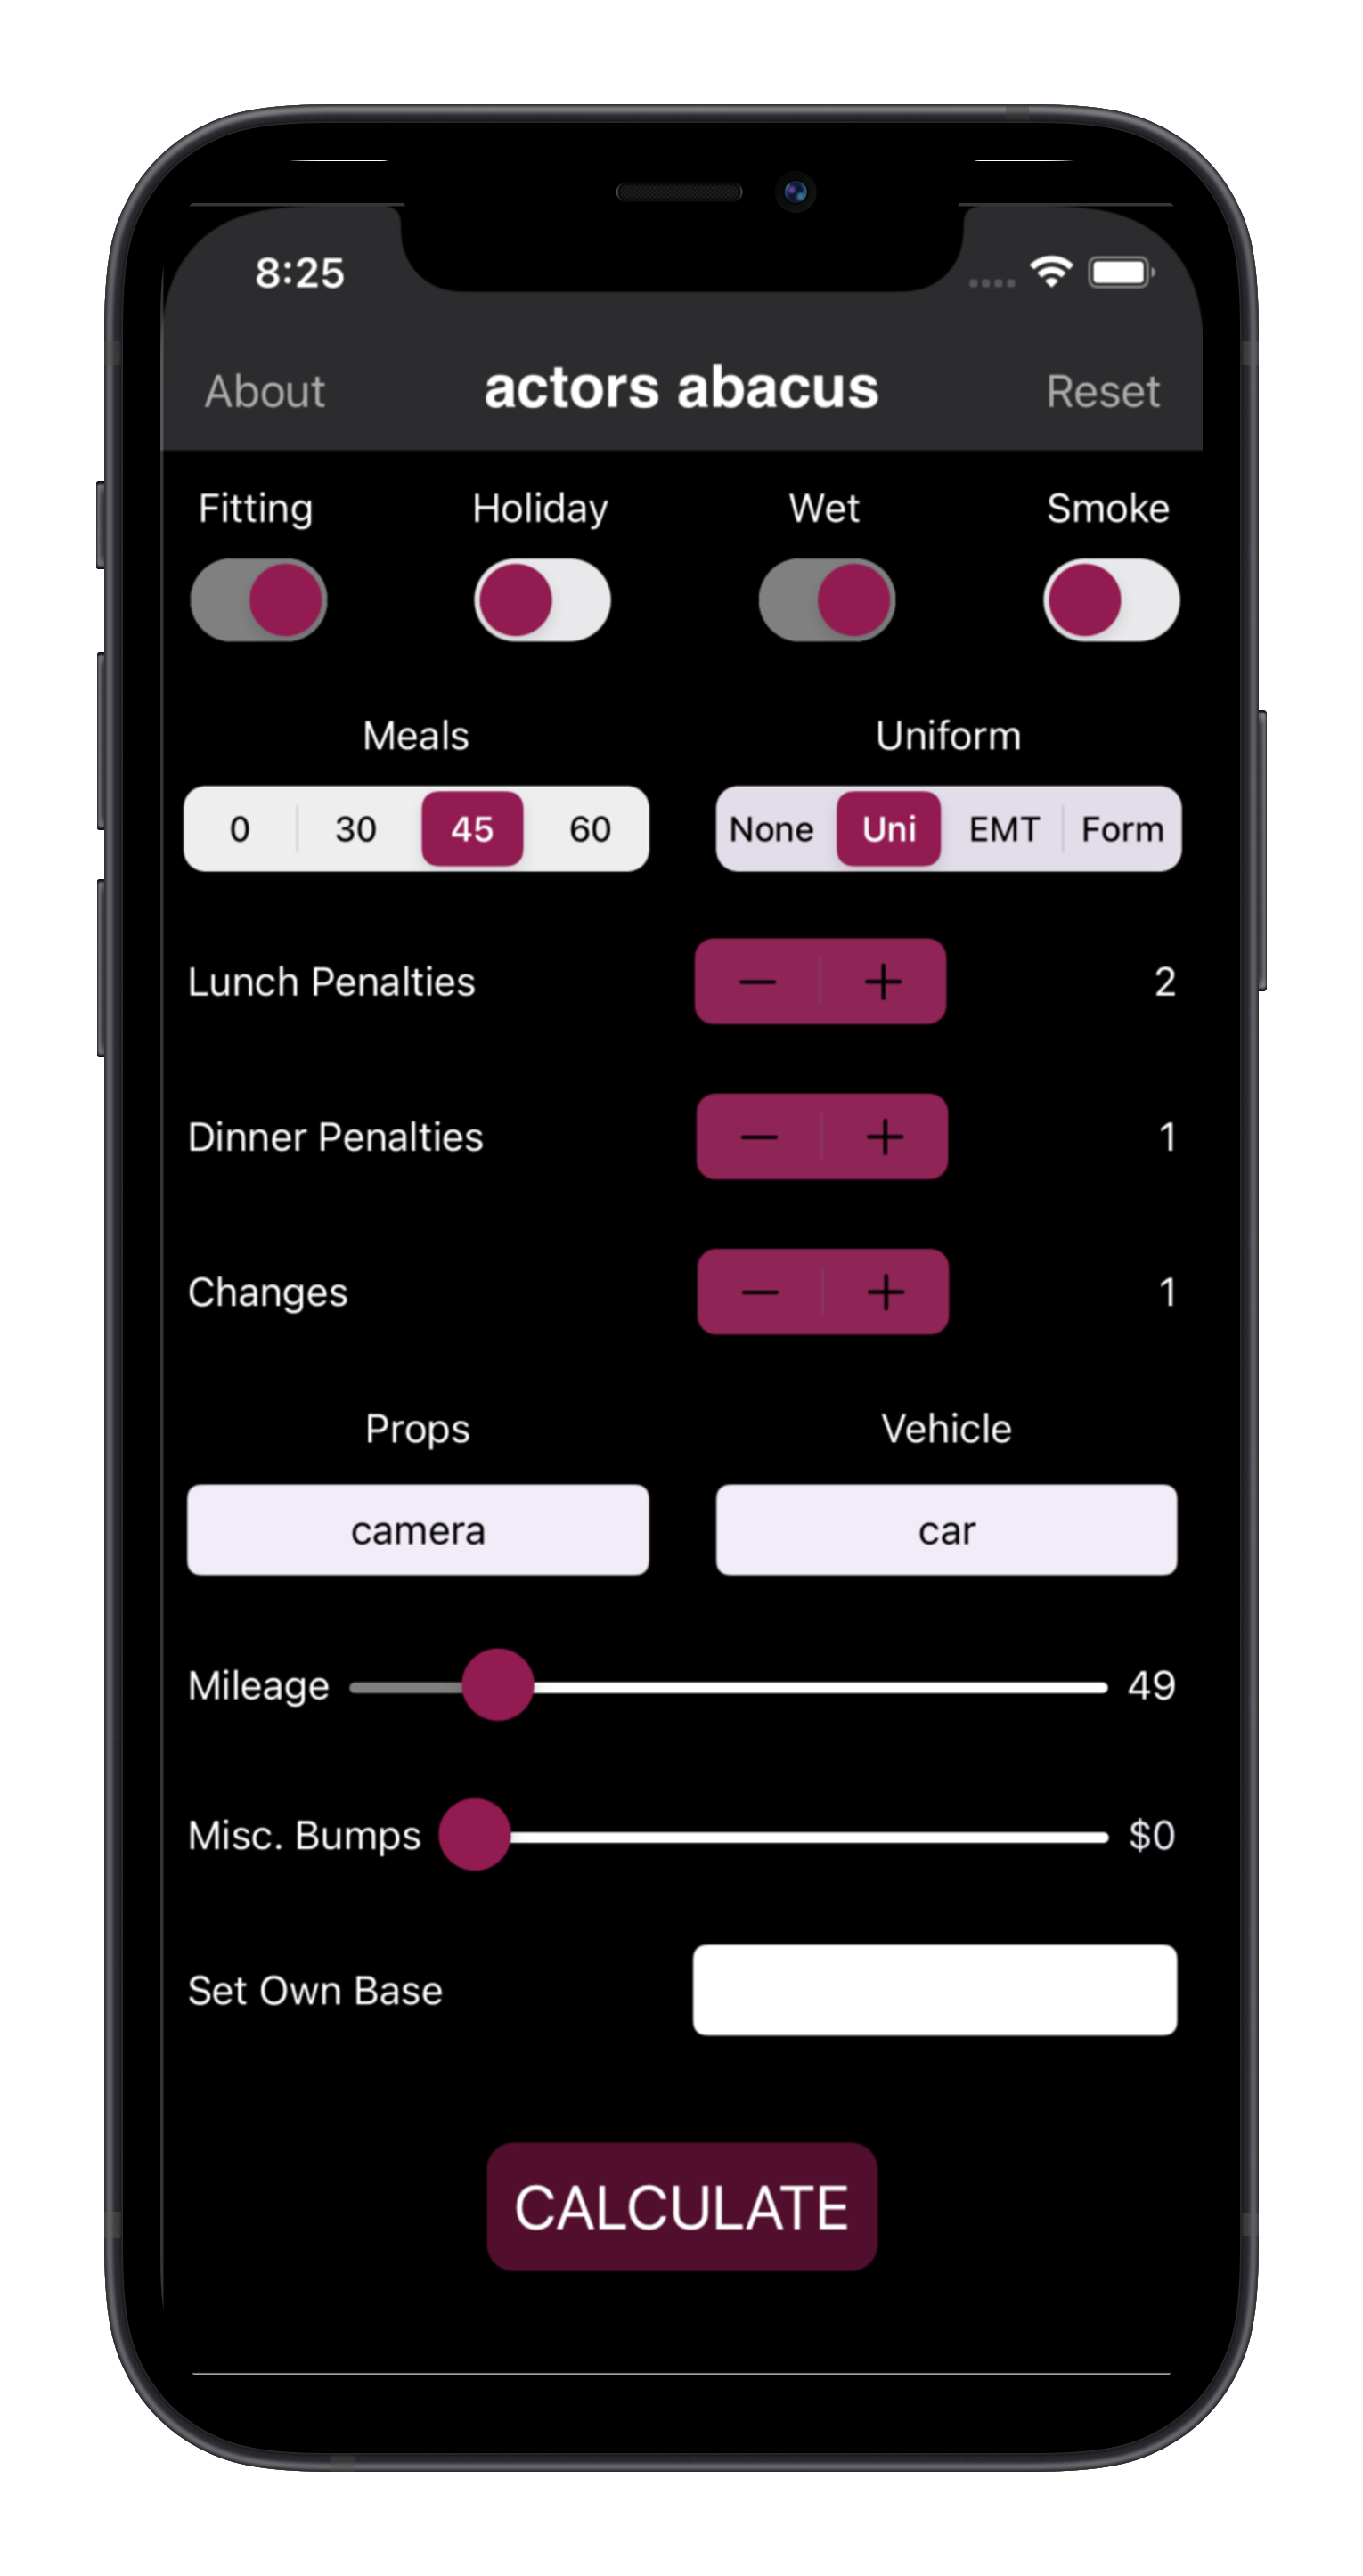 8:25
About actors abacus Reset
Fitting Holiday Wet Smoke
Meals Uniform
0 30 45 60 None Uni EMT Form
Lunch Penalties − + 2
Dinner Penalties − + 1
Changes − + 1
Props Vehicle
camera car
Mileage 49
Misc. Bumps $0
Set Own Base
CALCULATE